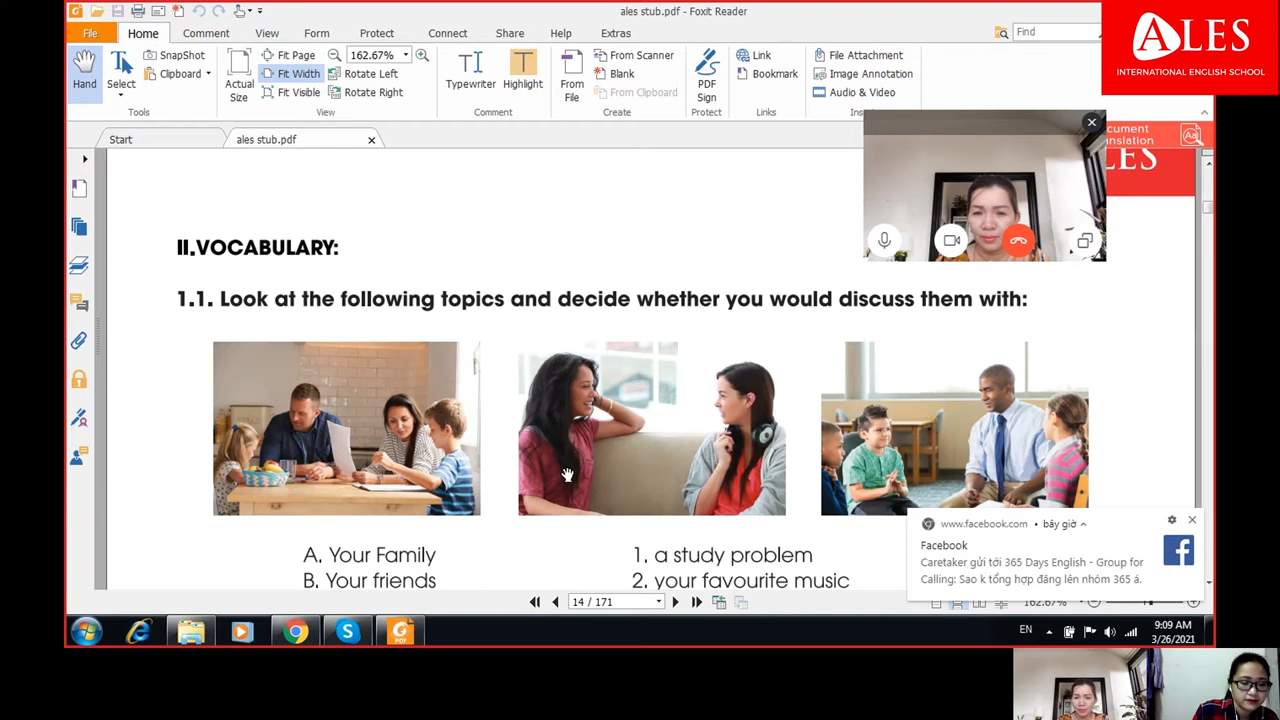 ales stub.pdf - Foxit Reader
File
Home
Comment
View
Form
Protect
Connect
Share
Help
Extras
Find
Hand
Select
SnapShot
Clipboard
Actual
Size
Fit Page
Fit Width
Fit Visible
162.67%
Rotate Left
Rotate Right
Typewriter
Highlight
From
File
From Scanner
Blank
From Clipboard
PDF
Sign
Link
Bookmark
File Attachment
Image Annotation
Audio & Video
Tools
View
Comment
Create
Protect
Links
ALES
INTERNATIONAL ENGLISH SCHOOL
Start
ales stub.pdf
II.VOCABULARY:
1.1. Look at the following topics and decide whether you would discuss them with:
A. Your Family
B. Your friends
1. a study problem
2. your favourite music
www.facebook.com • bây giờ
Facebook
Caretaker gửi tới 365 Days English - Group for
Calling: Sao k tổng hợp đăng lên nhóm 365 á.
14 / 171
162.67%
EN
9:09 AM
3/26/2021